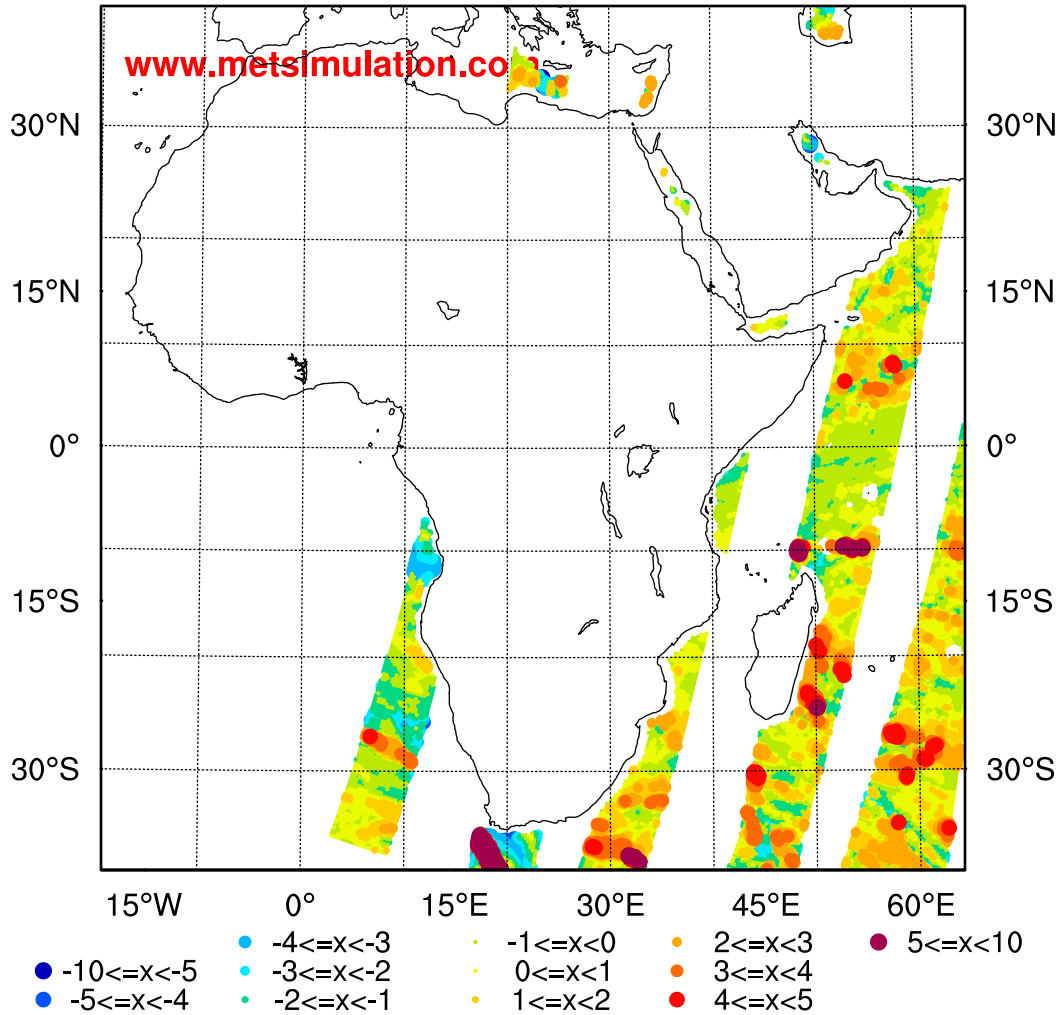 www.metsimulation.com
30°N 30°N
15°N 15°N
0° 0°
15°S 15°S
30°S 30°S
15°W 0° 15°E 30°E 45°E 60°E
-4<=x<-3 -1<=x<0 2<=x<3 5<=x<10
-10<=x<-5 -3<=x<-2 0<=x<1 3<=x<4
-5<=x<-4 -2<=x<-1 1<=x<2 4<=x<5